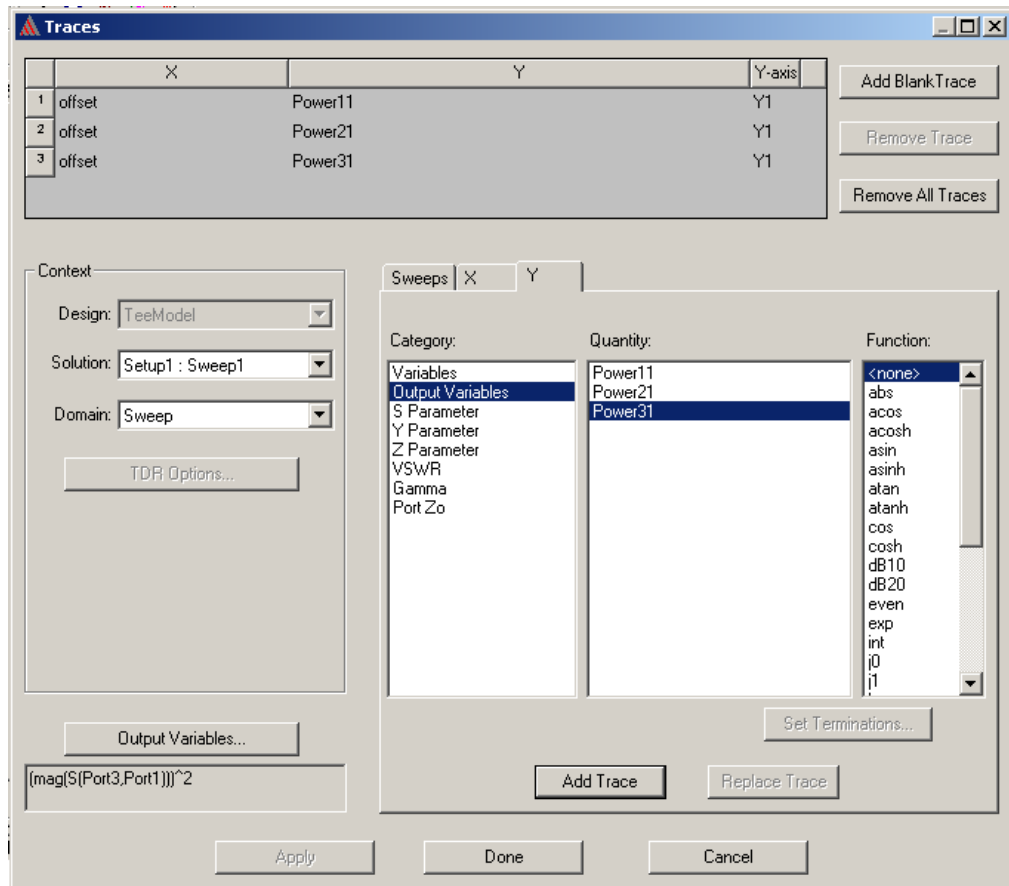 Traces
X Y Y-axis
1 offset Power11 Y1
2 offset Power21 Y1
3 offset Power31 Y1
Add BlankTrace
Remove Trace
Remove All Traces
Context
Design: TeeModel
Solution: Setup1 : Sweep1
Domain: Sweep
TDR Options...
Output Variables...
(mag(S(Port3,Port1)))^2
Sweeps X Y
Category:
Variables
Output Variables
S Parameter
Y Parameter
Z Parameter
VSWR
Gamma
Port Zo
Quantity:
Power11
Power21
Power31
Function:
<none>
abs
acos
acosh
asin
asinh
atan
atanh
cos
cosh
dB10
dB20
even
exp
int
j0
j1
Set Terminations...
Add Trace
Replace Trace
Apply
Done
Cancel